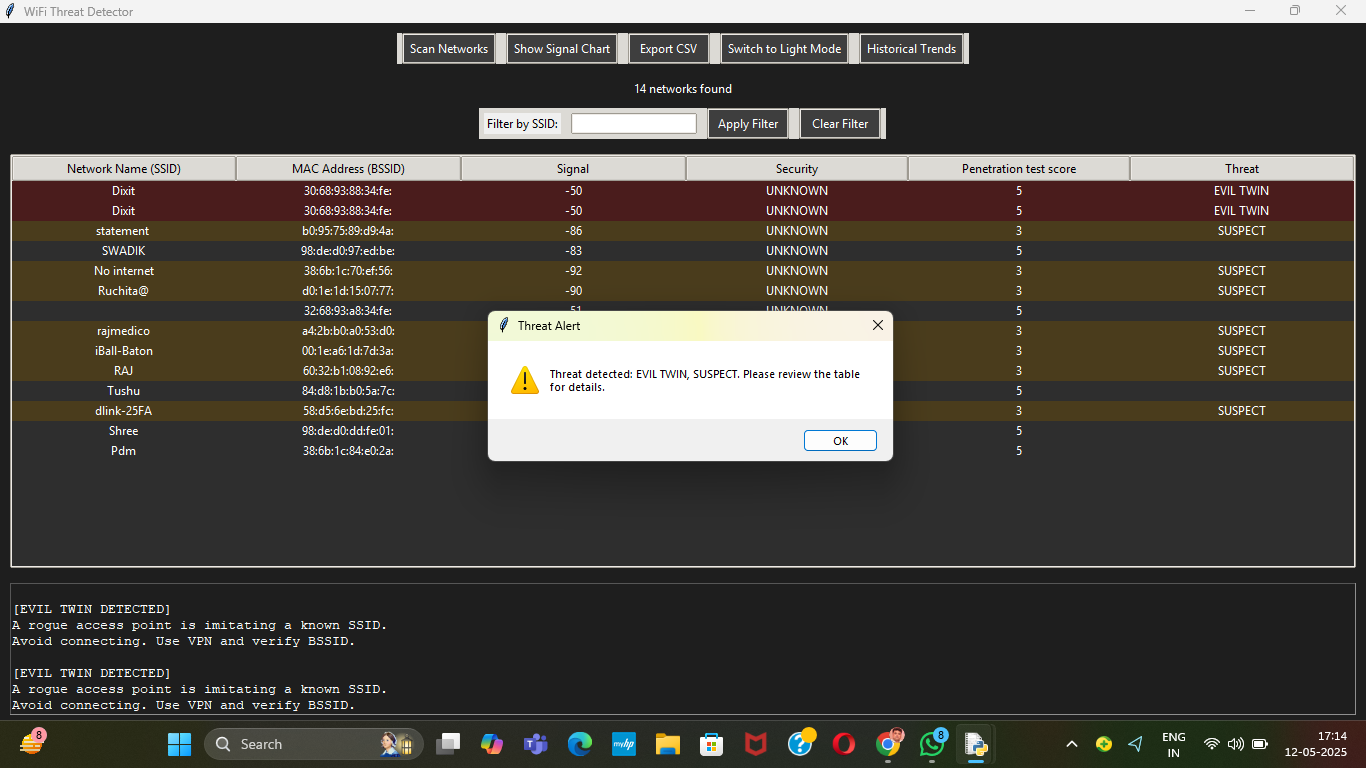 WiFi Threat Detector
Scan Networks Show Signal Chart Export CSV Switch to Light Mode Historical Trends
14 networks found
Filter by SSID: Apply Filter Clear Filter
Network Name (SSID) MAC Address (BSSID) Signal Security Penetration test score Threat
Dixit 30:68:93:88:34:fe: -50 UNKNOWN 5 EVIL TWIN
Dixit 30:68:93:88:34:fe: -50 UNKNOWN 5 EVIL TWIN
statement b0:95:75:89:d9:4a: -86 UNKNOWN 3 SUSPECT
SWADIK 98:de:d0:97:ed:be: -83 UNKNOWN 5
No internet 38:6b:1c:70:ef:56: -92 UNKNOWN 3 SUSPECT
Ruchita@ d0:1e:1d:15:07:77: -90 UNKNOWN 3 SUSPECT
32:68:93:a8:34:fe: -51 UNKNOWN 5
rajmedico a4:2b:b0:a0:53:d0: 3 SUSPECT
iBall-Baton 00:1e:a6:1d:7d:3a: 3 SUSPECT
RAJ 60:32:b1:08:92:e6: 3 SUSPECT
Tushu 84:d8:1b:b0:5a:7c: 5
dlink-25FA 58:d5:6e:bd:25:fc: 3 SUSPECT
Shree 98:de:d0:dd:fe:01: 5
Pdm 38:6b:1c:84:e0:2a: 5
Threat Alert
Threat detected: EVIL TWIN, SUSPECT. Please review the table
for details.
OK
[EVIL TWIN DETECTED]
A rogue access point is imitating a known SSID.
Avoid connecting. Use VPN and verify BSSID.
[EVIL TWIN DETECTED]
A rogue access point is imitating a known SSID.
Avoid connecting. Use VPN and verify BSSID.
8
Search
myhp
8
ENG
IN
17:14
12-05-2025